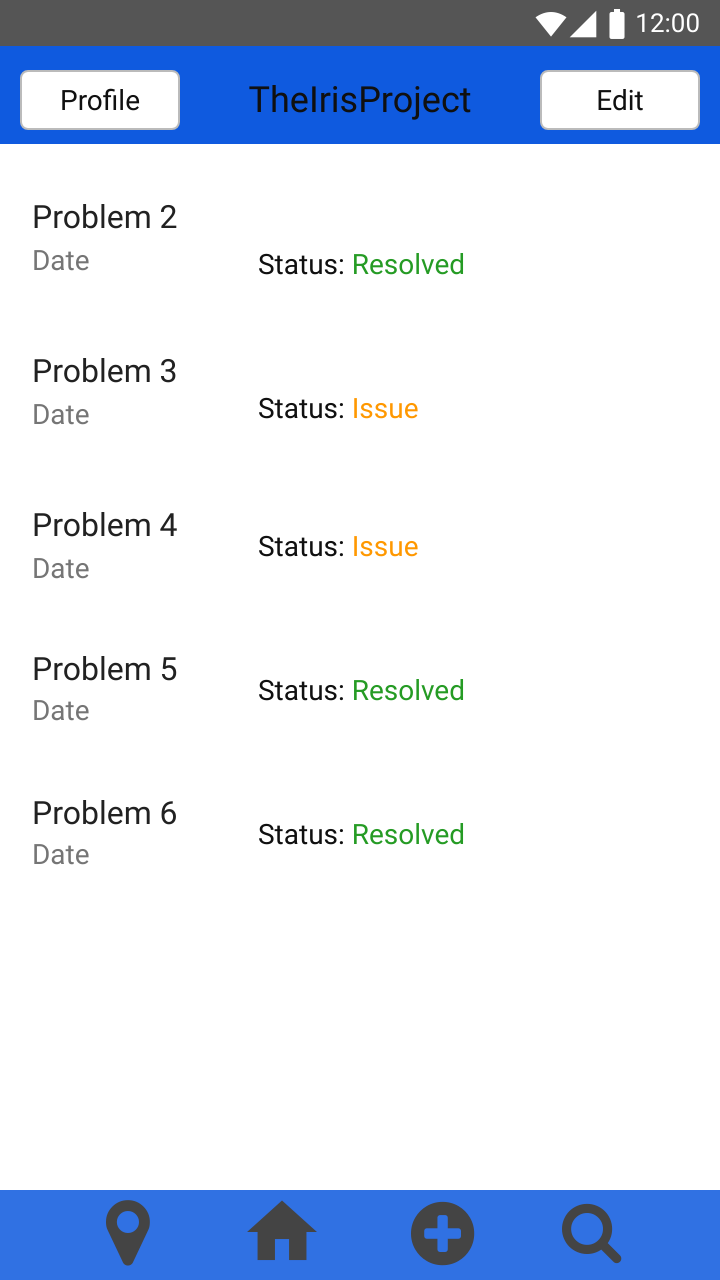 12:00
Profile
TheIrisProject
Edit
Problem 2
Date
Status: Resolved
Problem 3
Date
Status: Issue
Problem 4
Date
Status: Issue
Problem 5
Date
Status: Resolved
Problem 6
Date
Status: Resolved